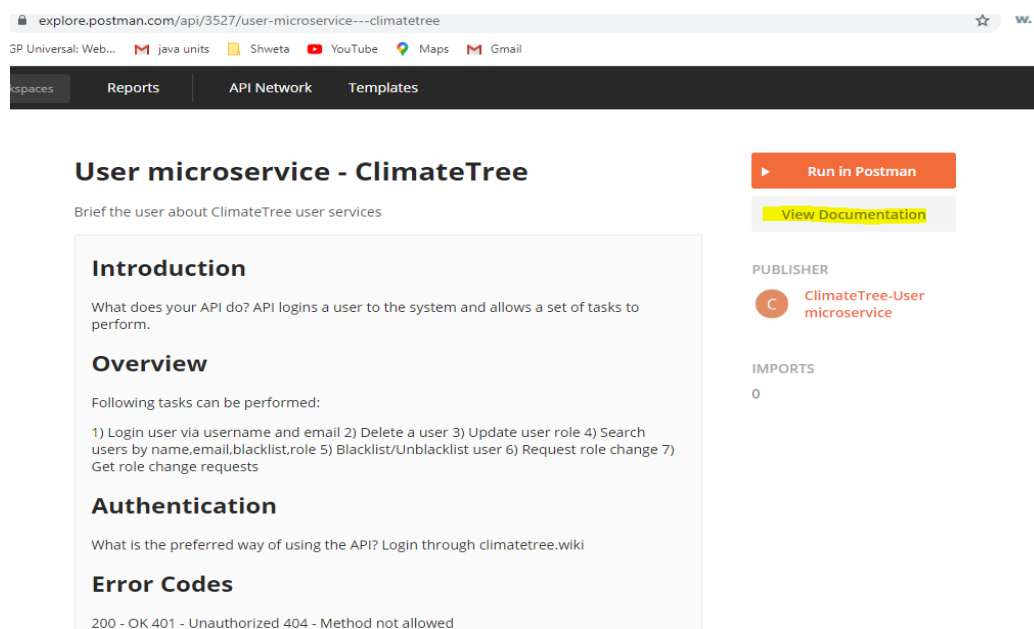 explore.postman.com/api/3527/user-microservice---climatetree
w.
GP Universal: Web... java units Shweta YouTube Maps Gmail
kspaces Reports API Network Templates
User microservice - ClimateTree
Run in Postman
Brief the user about ClimateTree user services
View Documentation
Introduction
PUBLISHER
What does your API do? API logins a user to the system and allows a set of tasks to
perform.
C
ClimateTree-User
microservice
Overview
IMPORTS
0
Following tasks can be performed:
1) Login user via username and email 2) Delete a user 3) Update user role 4) Search
users by name,email,blacklist,role 5) Blacklist/Unblacklist user 6) Request role change 7)
Get role change requests
Authentication
What is the preferred way of using the API? Login through climatetree.wiki
Error Codes
200 - OK 401 - Unauthorized 404 - Method not allowed